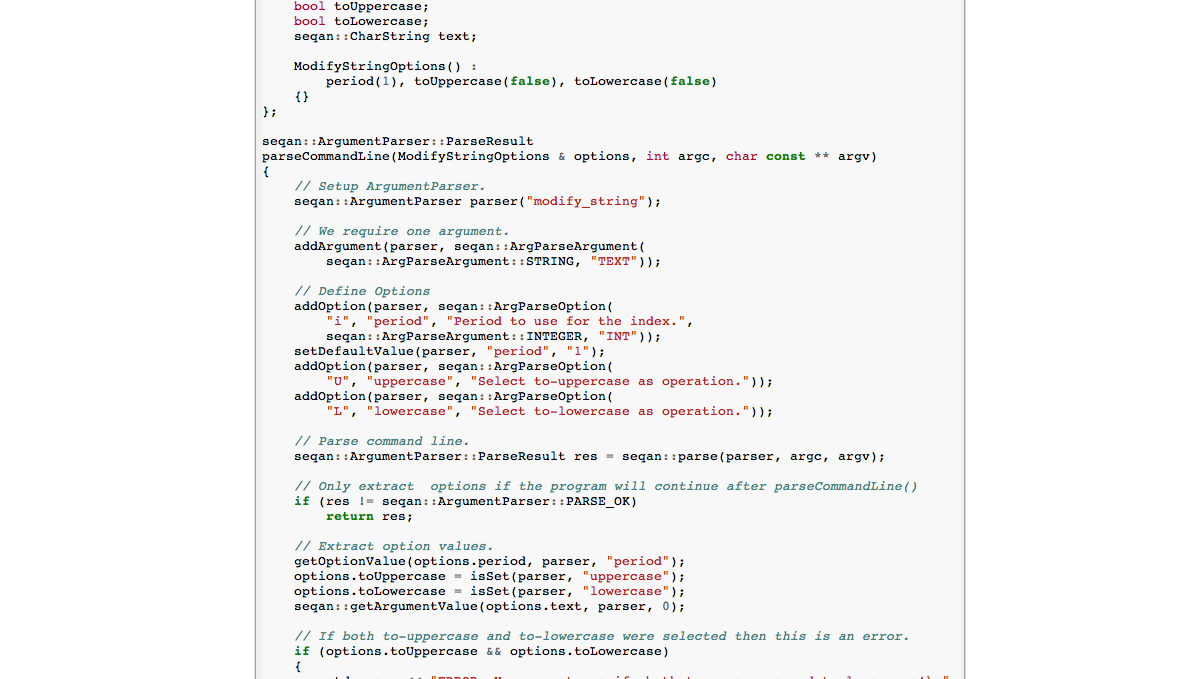 bool toUppercase;
    bool toLowercase;
    seqan::CharString text;

    ModifyStringOptions() :
        period(1), toUppercase(false), toLowercase(false)
    {}
};

seqan::ArgumentParser::ParseResult
parseCommandLine(ModifyStringOptions & options, int argc, char const ** argv)
{
    // Setup ArgumentParser.
    seqan::ArgumentParser parser("modify_string");

    // We require one argument.
    addArgument(parser, seqan::ArgParseArgument(
        seqan::ArgParseArgument::STRING, "TEXT"));

    // Define Options
    addOption(parser, seqan::ArgParseOption(
        "i", "period", "Period to use for the index.",
        seqan::ArgParseArgument::INTEGER, "INT"));
    setDefaultValue(parser, "period", "1");
    addOption(parser, seqan::ArgParseOption(
        "U", "uppercase", "Select to-uppercase as operation."));
    addOption(parser, seqan::ArgParseOption(
        "L", "lowercase", "Select to-lowercase as operation."));

    // Parse command line.
    seqan::ArgumentParser::ParseResult res = seqan::parse(parser, argc, argv);

    // Only extract  options if the program will continue after parseCommandLine()
    if (res != seqan::ArgumentParser::PARSE_OK)
        return res;

    // Extract option values.
    getOptionValue(options.period, parser, "period");
    options.toUppercase = isSet(parser, "uppercase");
    options.toLowercase = isSet(parser, "lowercase");
    seqan::getArgumentValue(options.text, parser, 0);

    // If both to-uppercase and to-lowercase were selected then this is an error.
    if (options.toUppercase && options.toLowercase)
    {